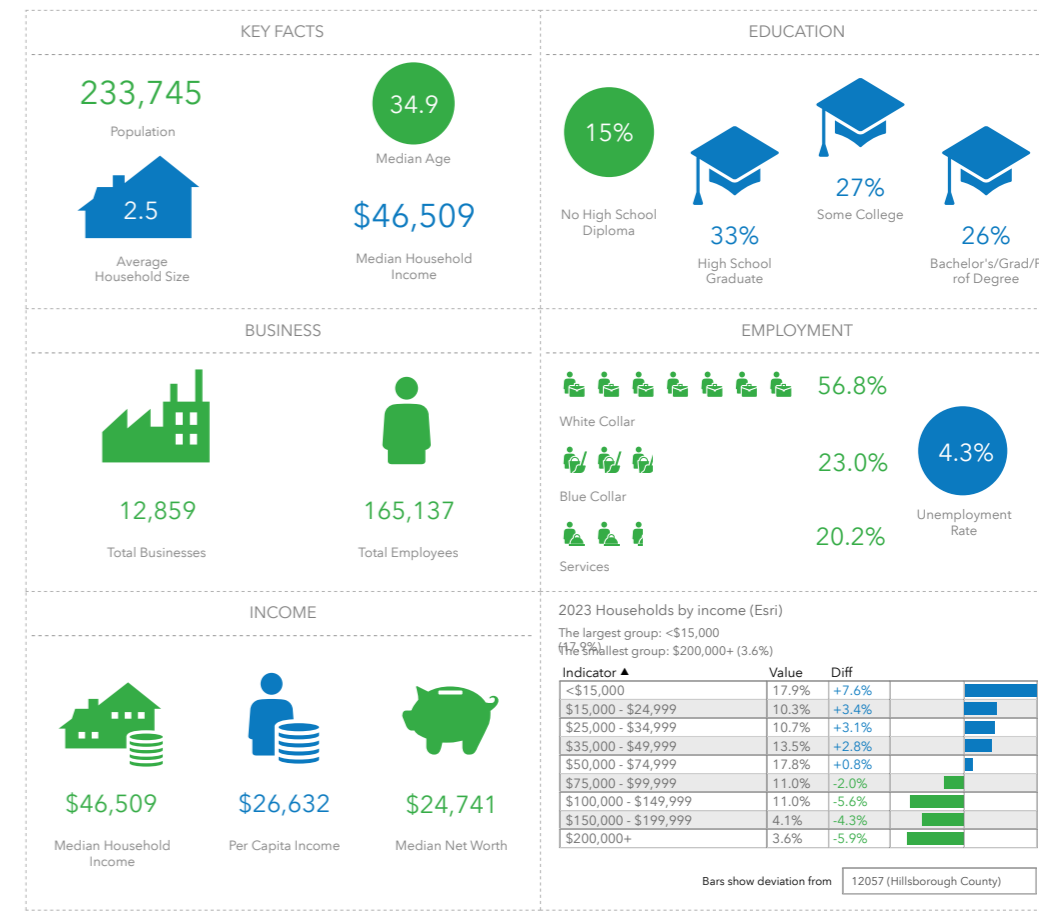 KEY FACTS
233,745
Population
34.9
Median Age
2.5
Average
Household Size
$46,509
Median Household
Income
EDUCATION
15%
No High School
Diploma
33%
High School
Graduate
27%
Some College
26%
Bachelor's/Grad/P
rof Degree
BUSINESS
12,859
Total Businesses
165,137
Total Employees
EMPLOYMENT
56.8%
White Collar
23.0%
Blue Collar
20.2%
Services
4.3%
Unemployment
Rate
INCOME
$46,509
Median Household
Income
$26,632
Per Capita Income
$24,741
Median Net Worth
2023 Households by income (Esri)
The largest group: <$15,000
(17.9%)
The smallest group: $200,000+ (3.6%)
Indicator ▲ Value Diff
<$15,000 17.9% +7.6%
$15,000 - $24,999 10.3% +3.4%
$25,000 - $34,999 10.7% +3.1%
$35,000 - $49,999 13.5% +2.8%
$50,000 - $74,999 17.8% +0.8%
$75,000 - $99,999 11.0% -2.0%
$100,000 - $149,999 11.0% -5.6%
$150,000 - $199,999 4.1% -4.3%
$200,000+ 3.6% -5.9%
Bars show deviation from 12057 (Hillsborough County)